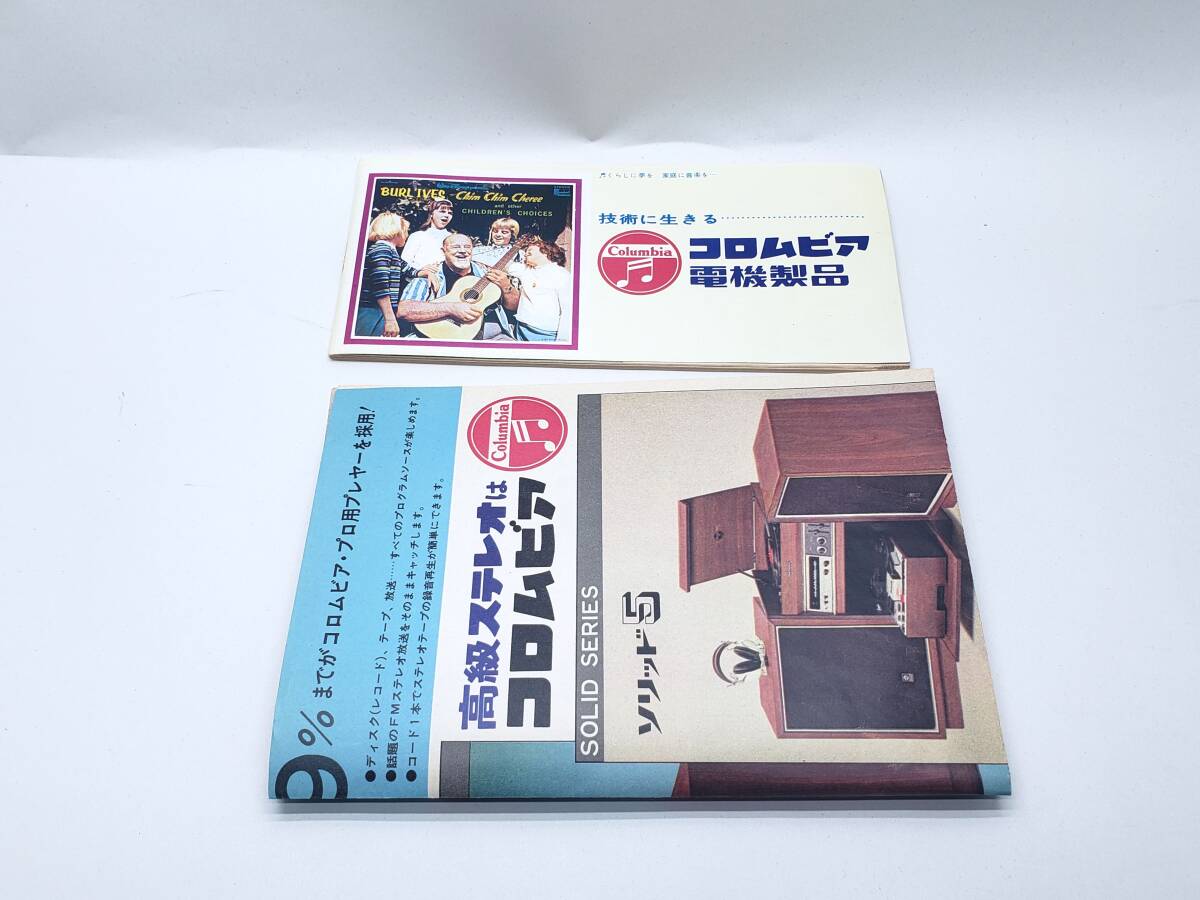 BURL IVES Chim Chim Cheree
and other
CHILDREN'S CHOICES
くらしに夢を 家庭に音楽を…
技術に生きる
Columbia
コロムビア
電機製品
9% までがコロムビア・プロ用プレヤーを採用!
●ディスク(レコード)、テープ、放送……すべてのプログラムソースが楽しめます。
●話題のFMステレオ放送をそのままキャッチします。
●コード1本でステレオテープの録音再生が簡単にできます。
Columbia
高級ステレオは
コロムビア
SOLID SERIES
ソリッド5